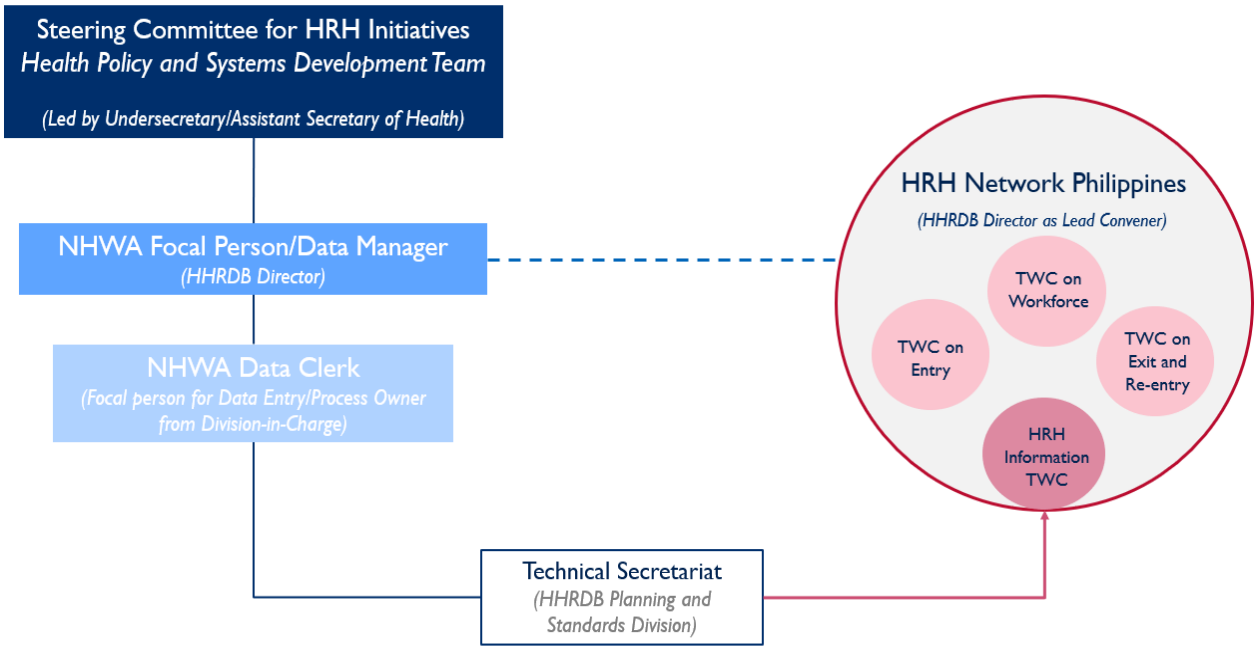 Steering Committee for HRH Initiatives
Health Policy and Systems Development Team
(Led by Undersecretary/Assistant Secretary of Health)
NHWA Focal Person/Data Manager
(HHRDB Director)
NHWA Data Clerk
(Focal person for Data Entry/Process Owner
from Division-in-Charge)
Technical Secretariat
(HHRDB Planning and
Standards Division)
HRH Network Philippines
(HHRDB Director as Lead Convener)
TWC on
Workforce
TWC on
Entry
TWC on
Exit and
Re-entry
HRH
Information
TWC